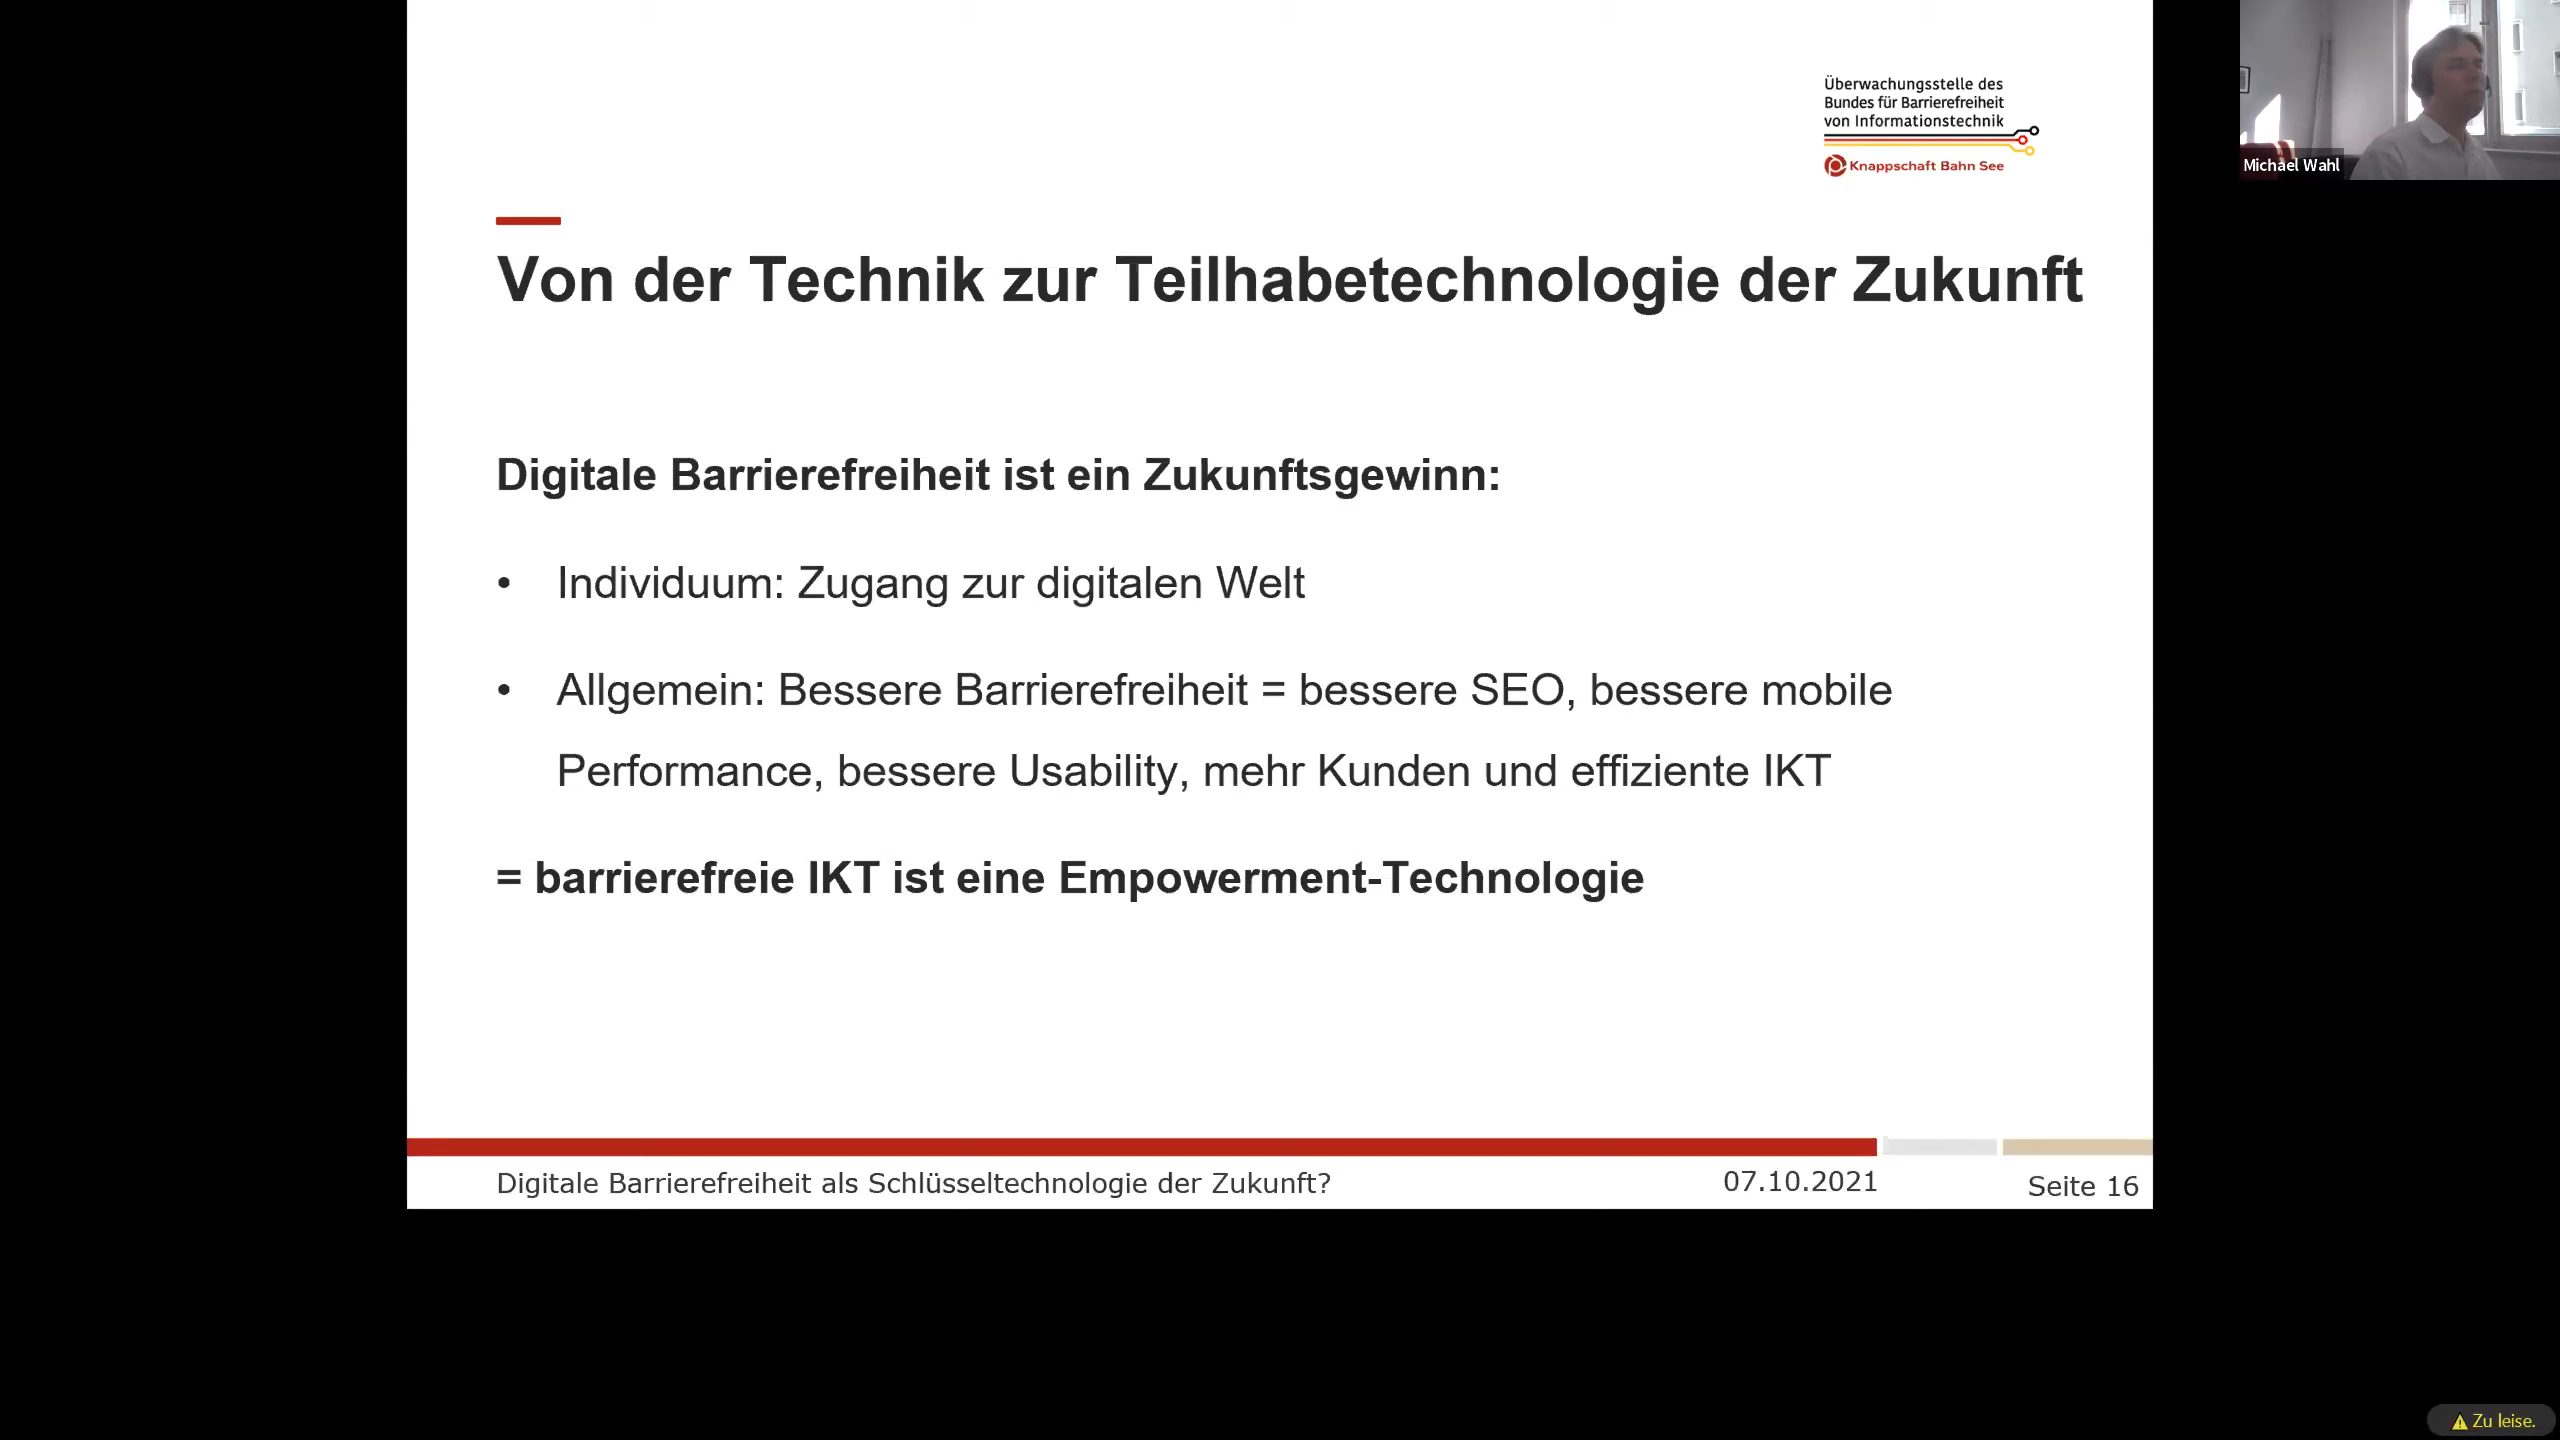 Überwachungsstelle des
Bundes für Barrierefreiheit
von Informationstechnik
Knappschaft Bahn See
Michael Wahl
Von der Technik zur Teilhabetechnologie der Zukunft
Digitale Barrierefreiheit ist ein Zukunftsgewinn:
• Individuum: Zugang zur digitalen Welt
• Allgemein: Bessere Barrierefreiheit = bessere SEO, bessere mobile
Performance, bessere Usability, mehr Kunden und effiziente IKT
= barrierefreie IKT ist eine Empowerment-Technologie
Digitale Barrierefreiheit als Schlüsseltechnologie der Zukunft?
07.10.2021
Seite 16
Zu leise.